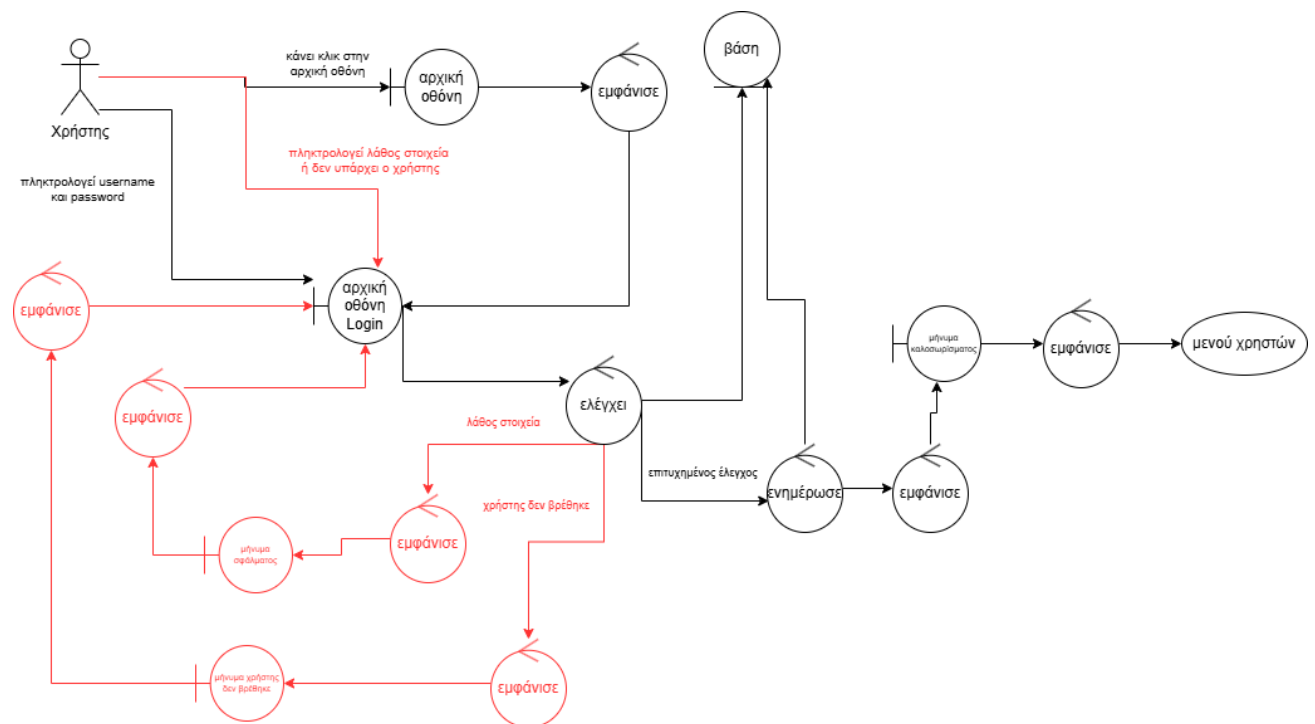 βάση
κάνει κλικ στην
αρχική οθόνη
αρχική
οθόνη
εμφάνισε
Χρήστης
πληκτρολογεί λάθος στοιχεία
ή δεν υπάρχει ο χρήστης
πληκτρολογεί username
και password
εμφάνισε
αρχική
οθόνη
Login
μήνυμα
καλοσωρίσματος
εμφάνισε
μενού χρηστών
εμφάνισε
ελέγχει
λάθος στοιχεία
επιτυχημένος έλεγχος
ενημέρωσε
εμφάνισε
χρήστης δεν βρέθηκε
εμφάνισε
μήνυμα
σφάλματος
μήνυμα χρήστης
δεν βρέθηκε
εμφάνισε